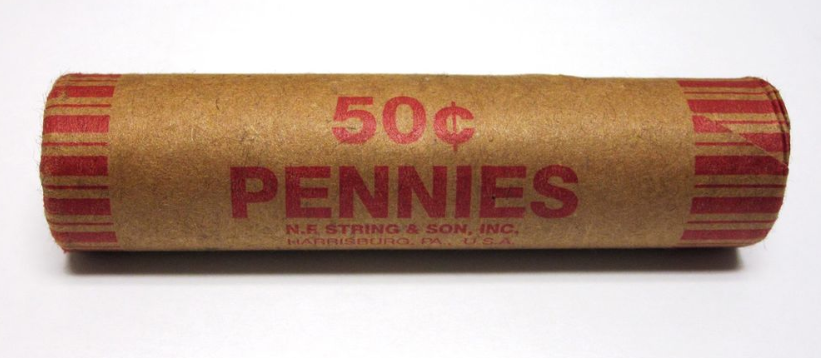 50¢
PENNIES
N.F. STRING & SON, INC.
HARRISBURG, PA. U.S.A.